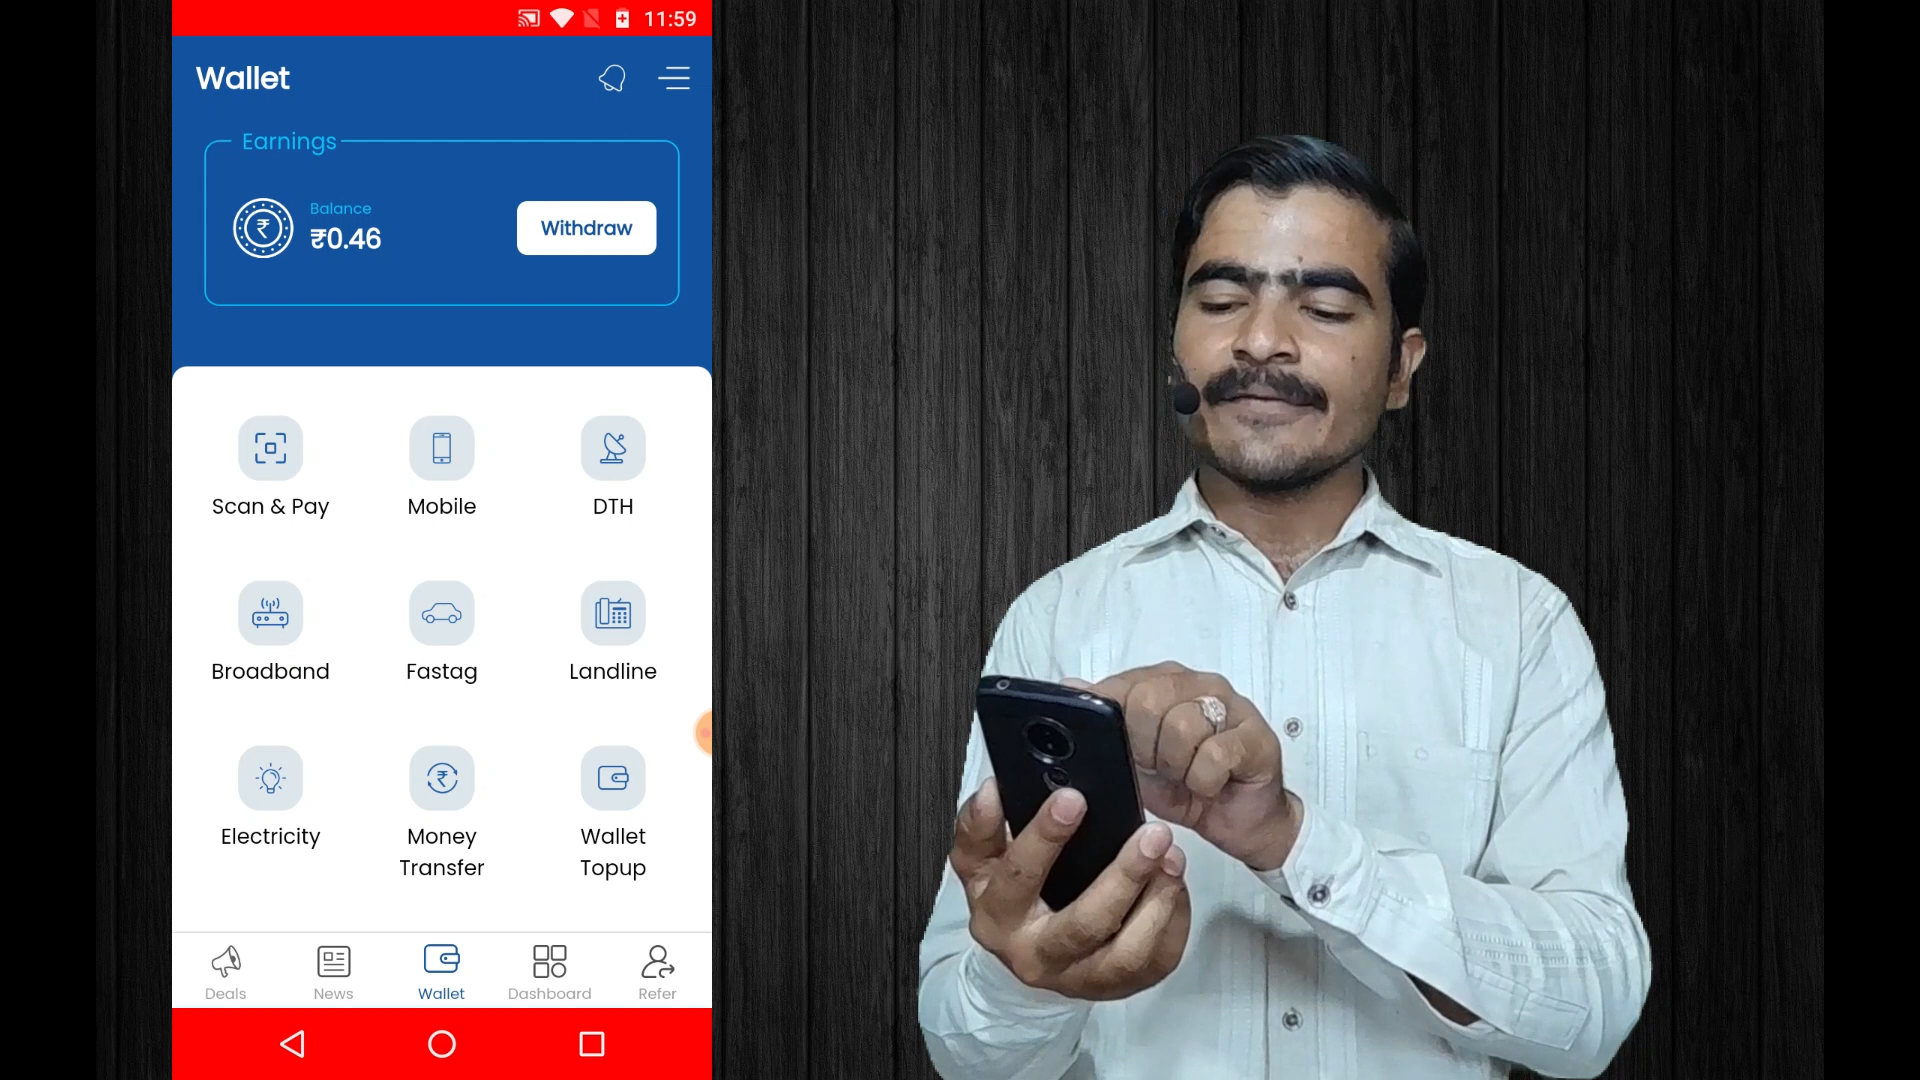 11:59
Wallet
Earnings
Balance
₹0.46
Withdraw
Scan & Pay
Mobile
DTH
Broadband
Fastag
Landline
Electricity
Money
Transfer
Wallet
Topup
Deals
News
Wallet
Dashboard
Refer